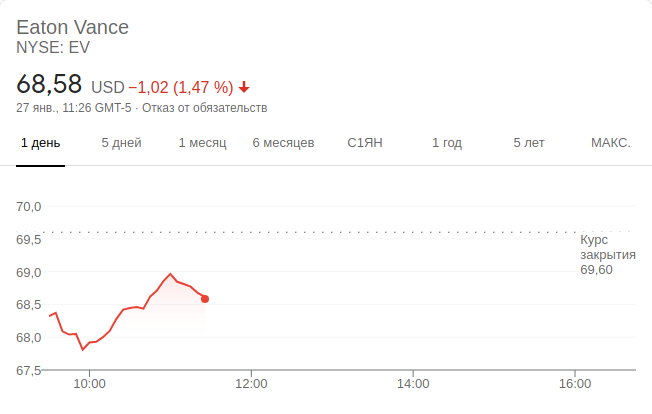 Eaton Vance
NYSE: EV
68,58 USD −1,02 (1,47 %)
27 янв., 11:26 GMT-5 · Отказ от обязательств
1 день 5 дней 1 месяц 6 месяцев С1ЯН 1 год 5 лет МАКС.
70,0
69,5
Курс
закрытия
69,60
69,0
68,5
68,0
67,5
10:00 12:00 14:00 16:00